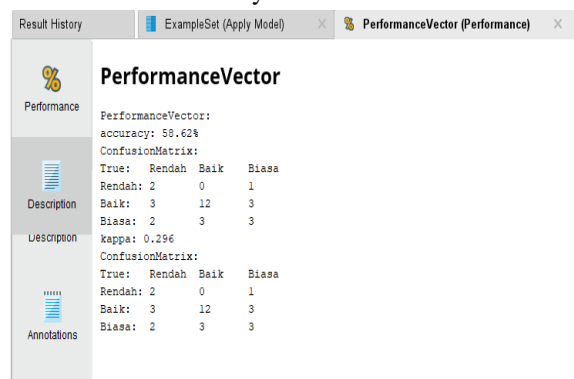 Result History
ExampleSet (Apply Model)
% PerformanceVector (Performance)
%
Performance
Description
Description
Annotations
PerformanceVector
PerformanceVector:
accuracy: 58.62%
ConfusionMatrix:
True: Rendah Baik Biasa
Rendah: 2 0 1
Baik: 3 12 3
Biasa: 2 3 3
kappa: 0.296
ConfusionMatrix:
True: Rendah Baik Biasa
Rendah: 2 0 1
Baik: 3 12 3
Biasa: 2 3 3